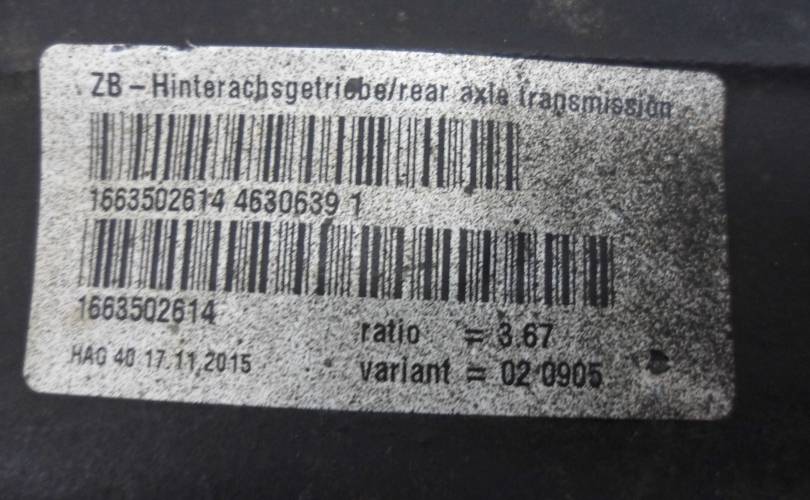 ZB – Hinterachsgetriebe/rear axle transmission
1663502614 4630639 1
1663502614
ratio = 3.67
HAG 40 17.11.2015
variant = 02 0905